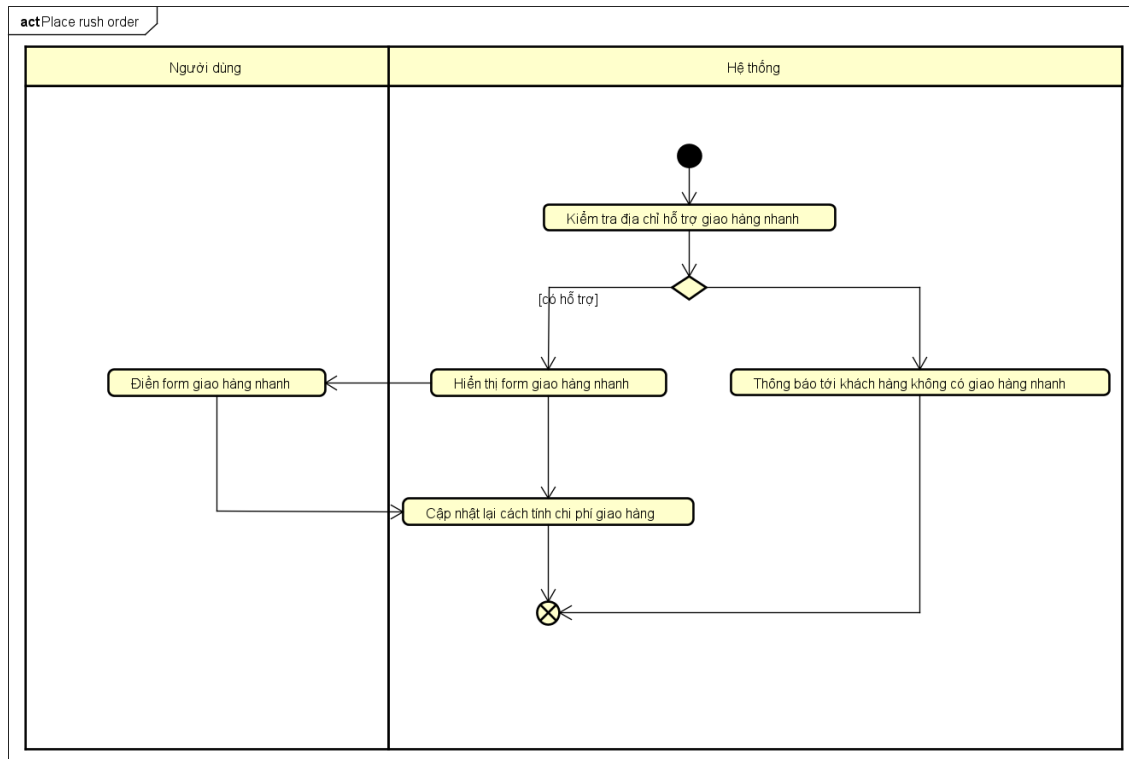 act Place rush order
Người dùng
Hệ thống
Kiểm tra địa chỉ hỗ trợ giao hàng nhanh
[có hỗ trợ]
Điền form giao hàng nhanh
Hiển thị form giao hàng nhanh
Thông báo tới khách hàng không có giao hàng nhanh
Cập nhật lại cách tính chi phí giao hàng